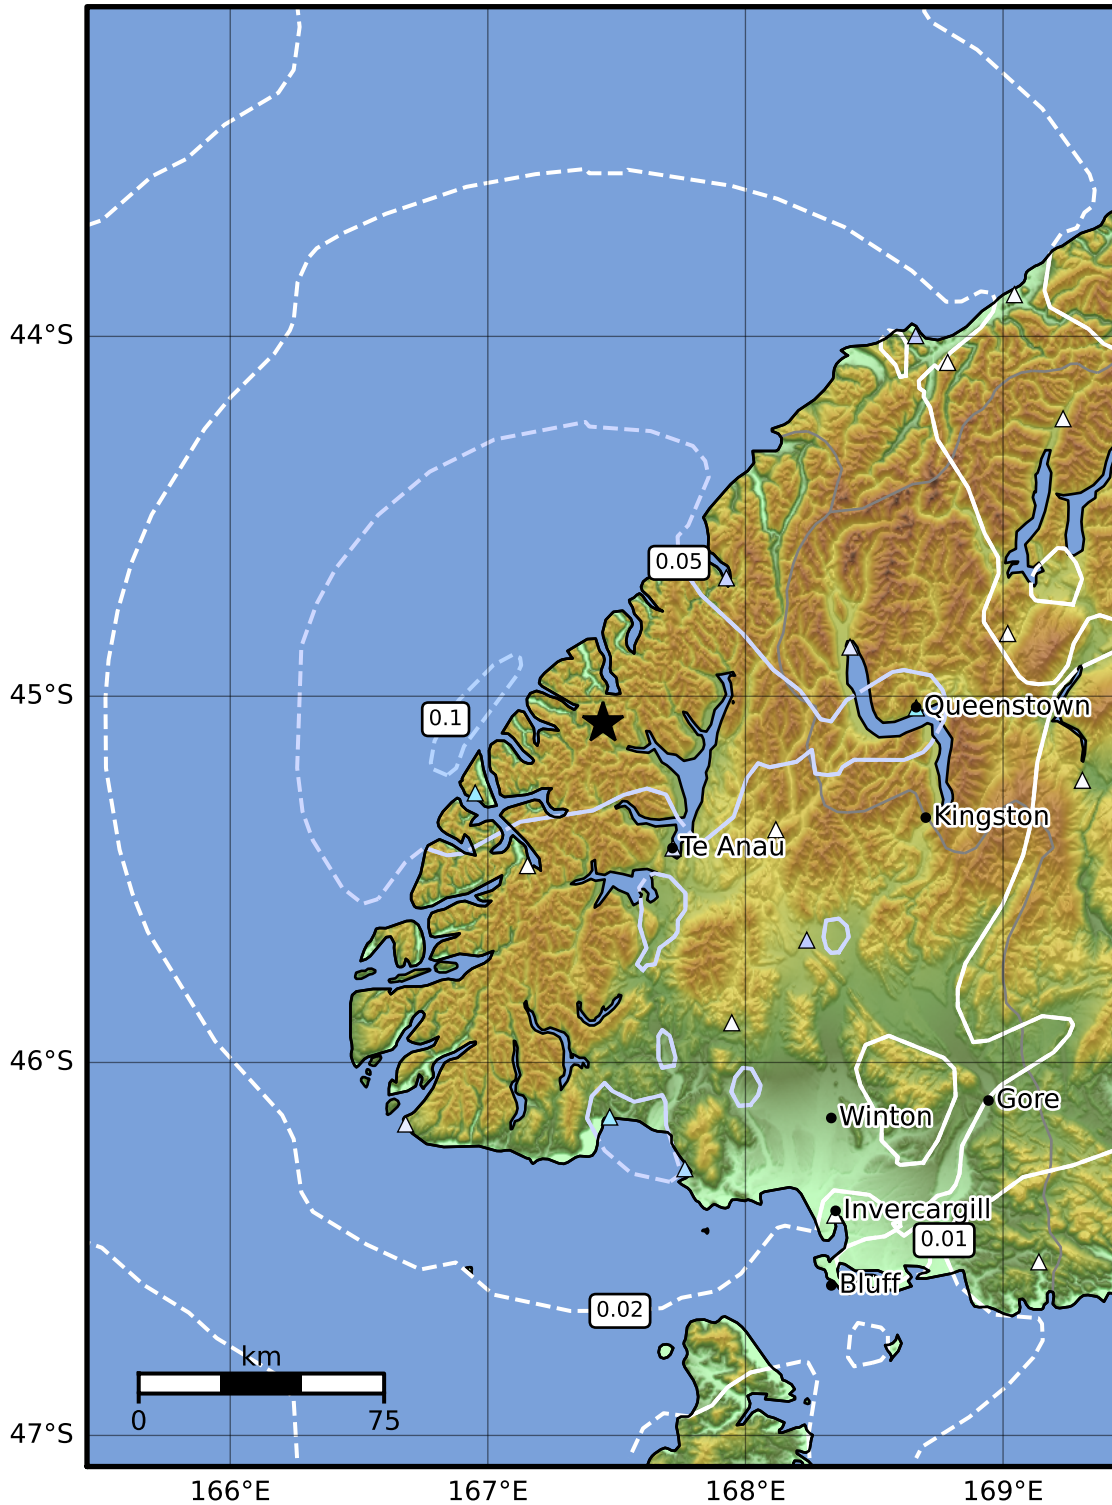 44°S
0.05
45°S
0.1
Queenstown
Kingston
Te Anau
46°S
Gore
Winton
Invercargill
0.01
Bluff
0.02
km
0 75
47°S
166°E 167°E 168°E 169°E